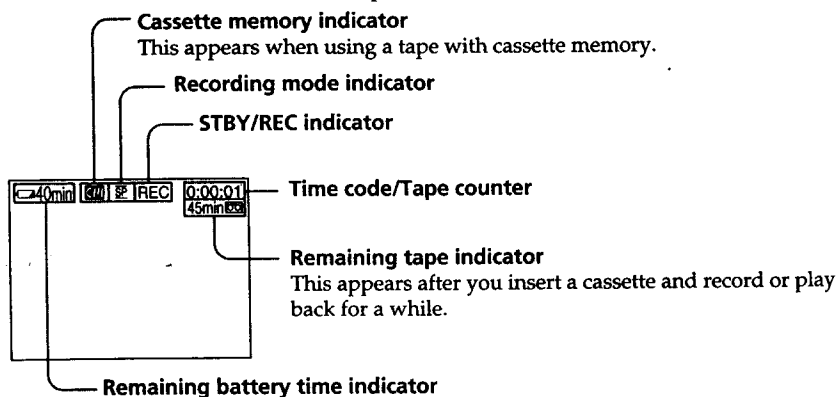 Cassette memory indicator
This appears when using a tape with cassette memory.
Recording mode indicator
STBY/REC indicator
40min SP REC 0:00:01
45min
Time code/Tape counter
Remaining tape indicator
This appears after you insert a cassette and record or play
back for a while.
Remaining battery time indicator